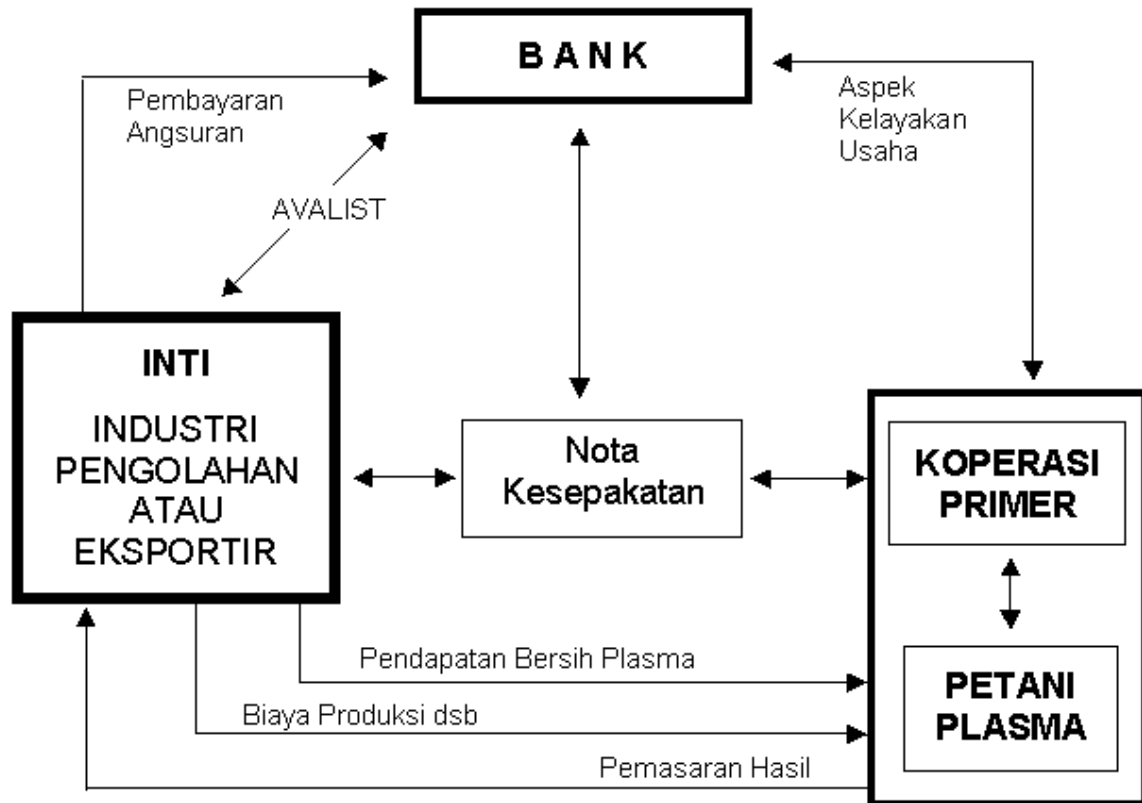 B A N K
Pembayaran
Angsuran
Aspek
Kelayakan
Usaha
AVALIST
INTI
INDUSTRI
PENGOLAHAN
ATAU
EKSPORTIR
Nota
Kesepakatan
KOPERASI
PRIMER
PETANI
PLASMA
Pendapatan Bersih Plasma
Biaya Produksi dsb
Pemasaran Hasil